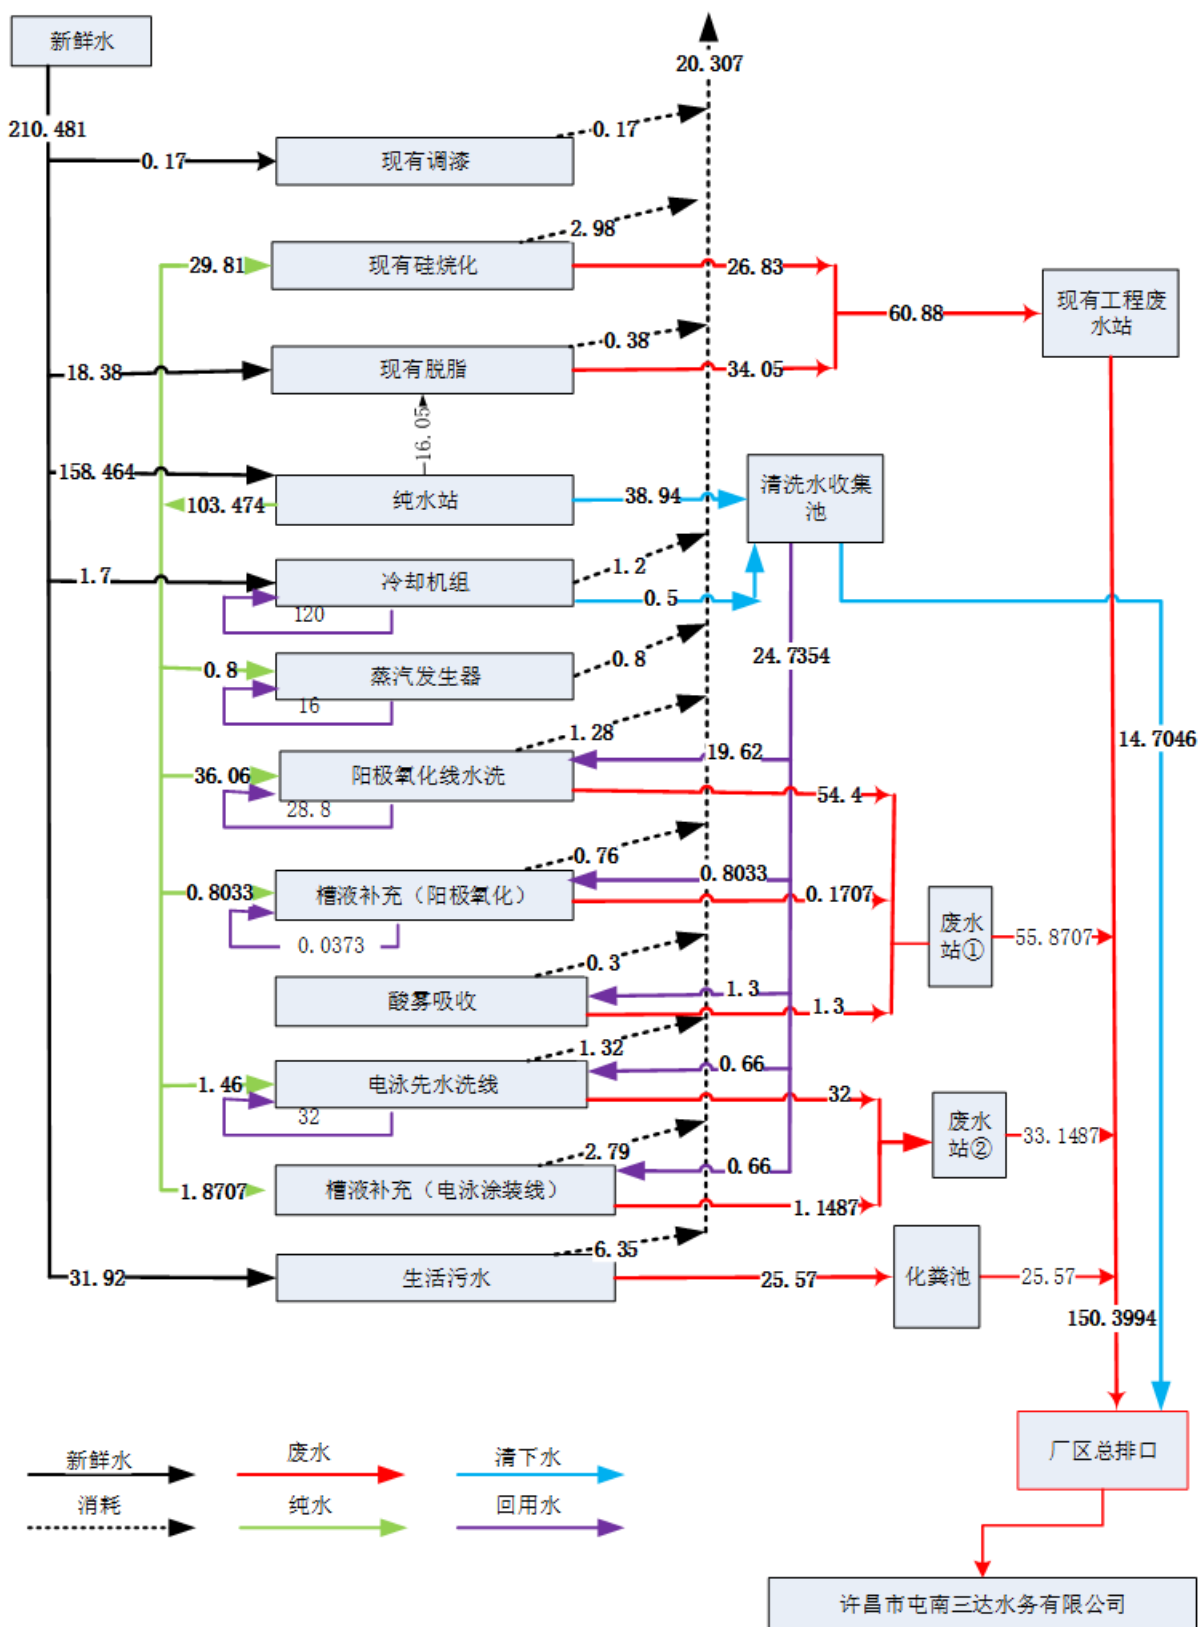 新鲜水
20.307
210.481
0.17
0.17
现有调漆
2.98
29.81
现有硅烷化
26.83
现有工程废
水站
60.88
0.38
18.38
现有脱脂
34.05
16.05
158.464
清洗水收集
池
103.474
纯水站
38.94
1.2
1.7
冷却机组
0.5
120
24.7354
0.8
0.8
蒸汽发生器
16
1.28
19.62
14.7046
36.06
阳极氧化线水洗
54.4
28.8
0.76
0.8033
0.8033
槽液补充（阳极氧化）
0.1707
废水
站①
55.8707
0.0373
0.3
1.3
酸雾吸收
1.3
1.32
0.66
1.46
电泳先水洗线
32
32
废水
站②
33.1487
2.79
0.66
1.8707
槽液补充（电泳涂装线）
1.1487
6.35
31.92
生活污水
25.57
化粪池
25.57
150.3994
新鲜水
废水
清下水
厂区总排口
消耗
纯水
回用水
许昌市屯南三达水务有限公司